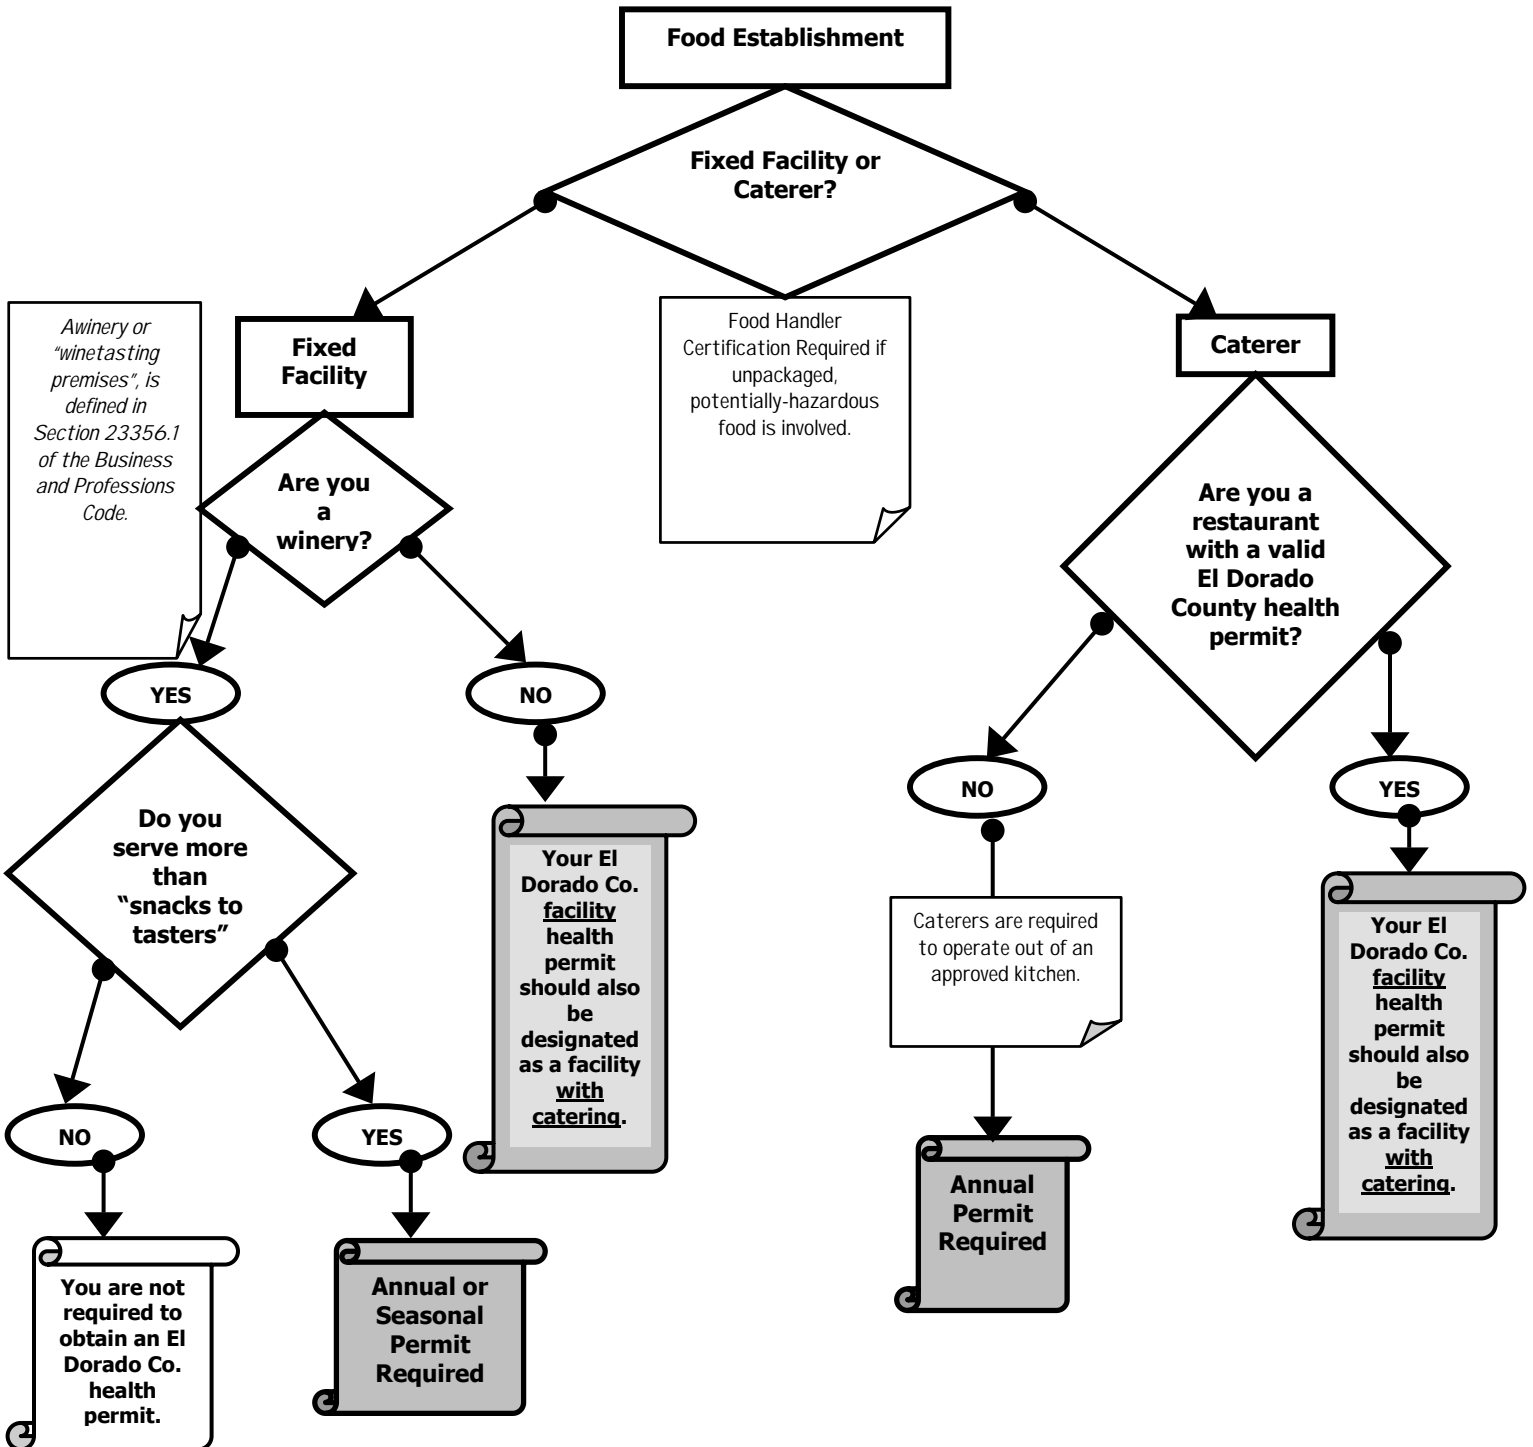 Food Establishment
Fixed Facility or
Caterer?
Awinery or
"winetasting
premises", is
defined in
Section 23356.1
of the Business
and Professions
Code.
Fixed
Facility
Food Handler
Certification Required if
unpackaged,
potentially-hazardous
food is involved.
Caterer
Are you
a
winery?
Are you a
restaurant
with a valid
El Dorado
County health
permit?
YES
NO
NO
YES
Do you
serve more
than
"snacks to
tasters"
Your El
Dorado Co.
facility
health
permit
should also
be
designated
as a facility
with
catering.
Caterers are required
to operate out of an
approved kitchen.
Your El
Dorado Co.
facility
health
permit
should also
be
designated
as a facility
with
catering.
NO
YES
Annual
Permit
Required
You are not
required to
obtain an El
Dorado Co.
health
permit.
Annual or
Seasonal
Permit
Required